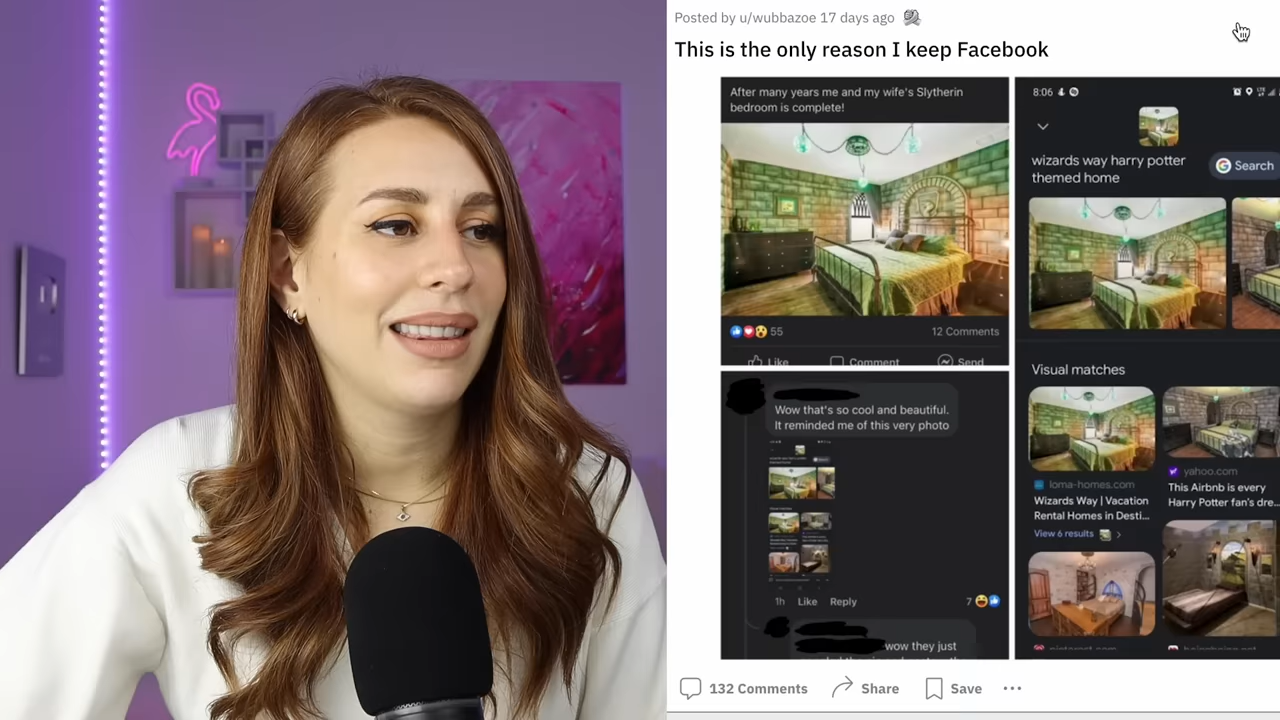 Posted by u/wubbazoe 17 days ago
This is the only reason I keep Facebook
After many years me and my wife's Slytherin
bedroom is complete!
55
12 Comments
Like
Comment
Send
Wow that's so cool and beautiful.
It reminded me of this very photo
1h Like Reply
7
wow they just
8:06
wizards way harry potter
themed home
Search
Visual matches
loma-homes.com
Wizards Way | Vacation
Rental Homes in Desti...
View 6 results
yahoo.com
This Airbnb is every
Harry Potter fan's dre...
132 Comments
Share
Save